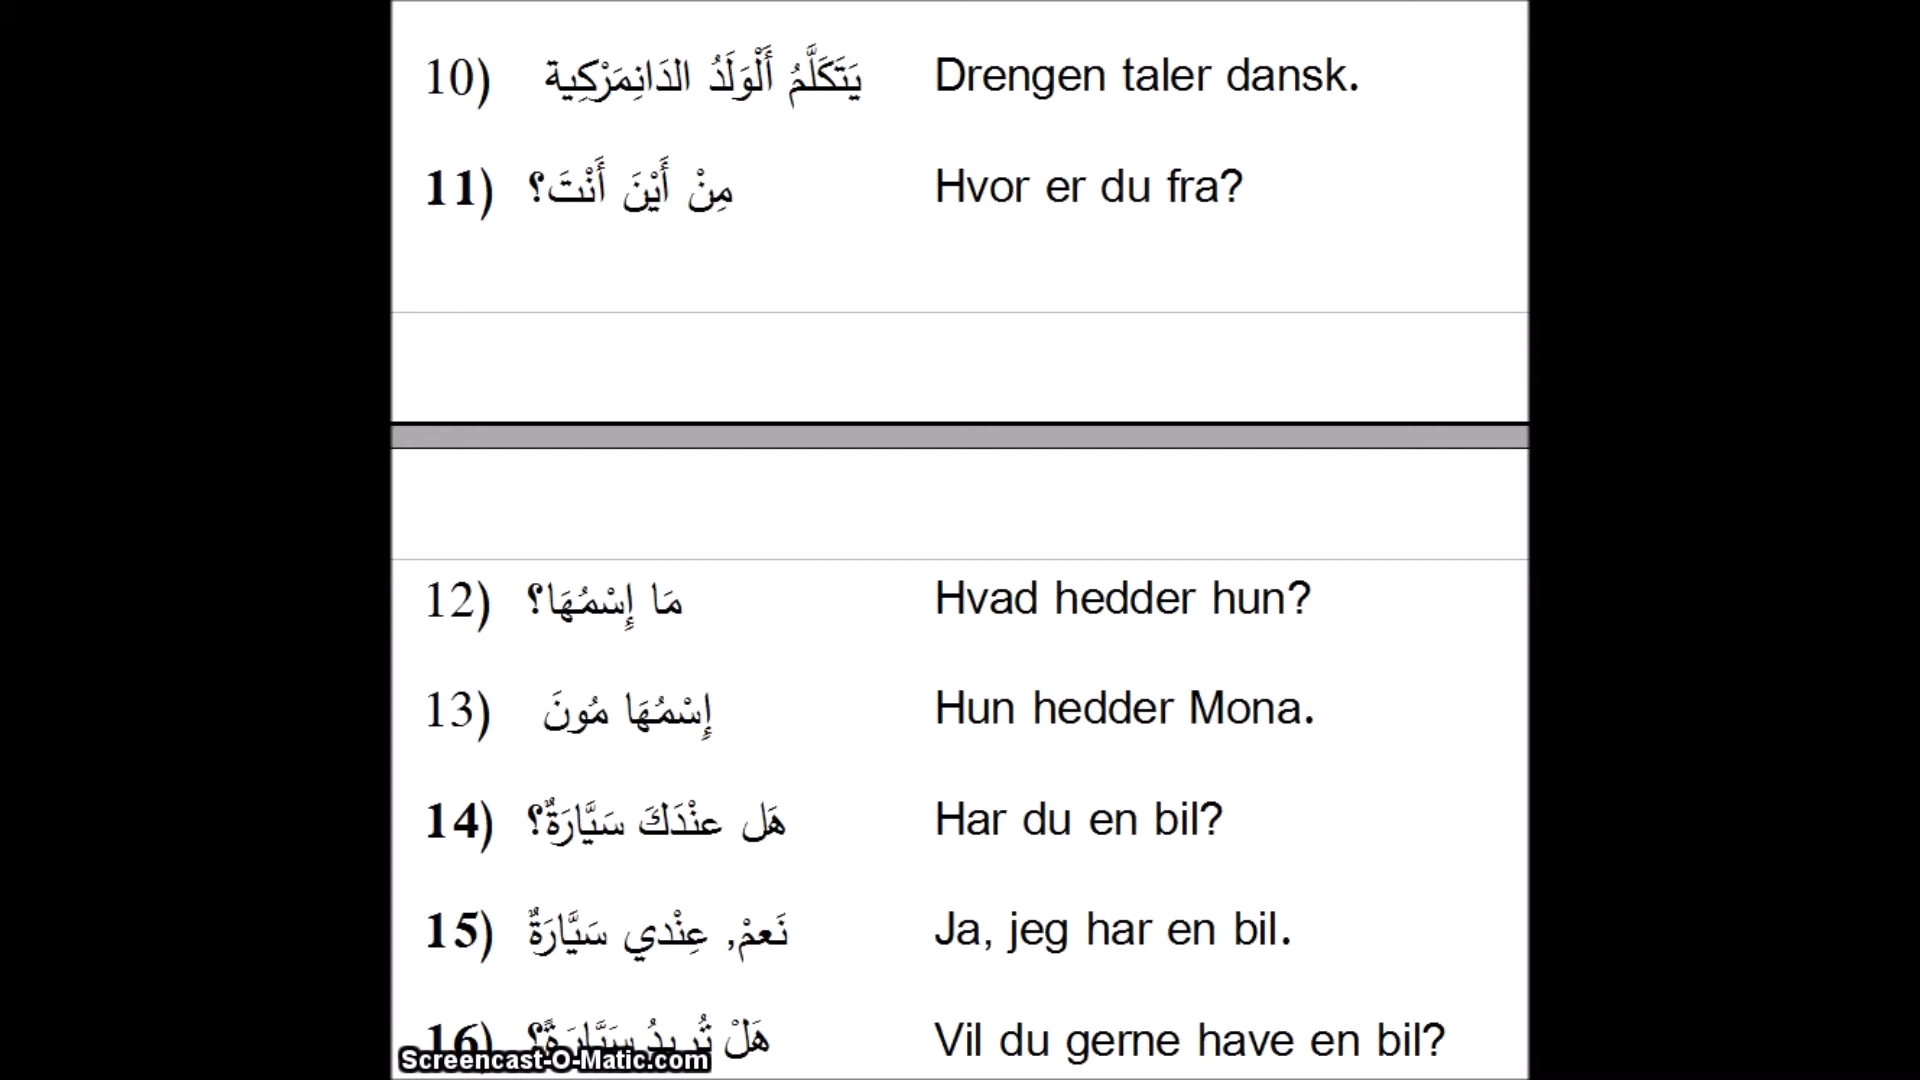 10) يَتَكَلَّمُ أَلْوَلَدُ الدَانِمَرْكِية Drengen taler dansk.
11) مِنْ أَيْنَ أَنْتَ؟ Hvor er du fra?
12) مَا إِسْمُهَا؟ Hvad hedder hun?
13) إِسْمُهَا مُونَ Hun hedder Mona.
14) هَل عنْدَكَ سَيَّارَةٌ؟ Har du en bil?
15) نَعمْ, عِنْدي سَيَّارَةٌ Ja, jeg har en bil.
16) هَلْ تُريدُ سَيَّارَةً؟ Vil du gerne have en bil?
Screencast-O-Matic.com